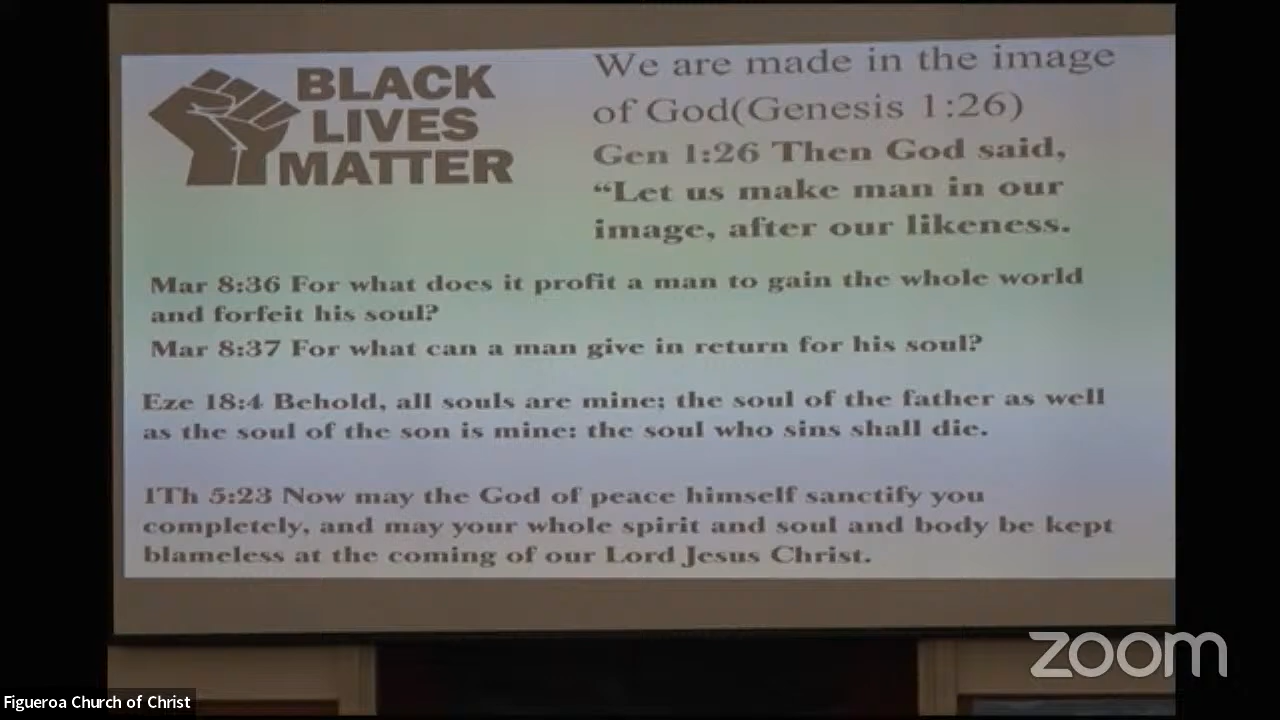 BLACK
LIVES
MATTER
We are made in the image
of God(Genesis 1:26)
Gen 1:26 Then God said,
“Let us make man in our
image, after our likeness.
Mar 8:36 For what does it profit a man to gain the whole world
and forfeit his soul?
Mar 8:37 For what can a man give in return for his soul?
Eze 18:4 Behold, all souls are mine; the soul of the father as well
as the soul of the son is mine: the soul who sins shall die.
1Th 5:23 Now may the God of peace himself sanctify you
completely, and may your whole spirit and soul and body be kept
blameless at the coming of our Lord Jesus Christ.
zoom
Figueroa Church of Christ